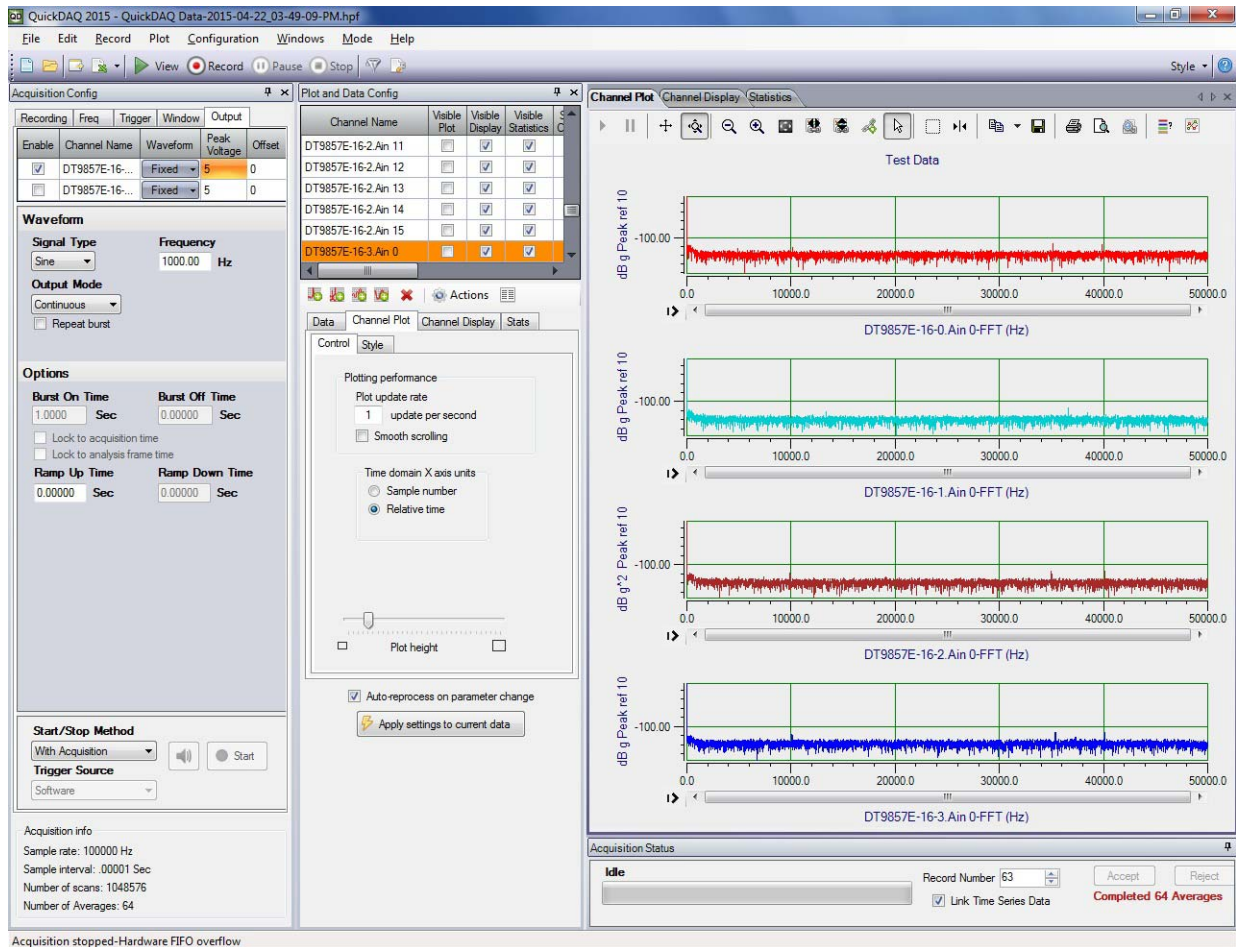 QuickDAQ 2015 - QuickDAQ Data-2015-04-22_03-49-09-PM.hpf
File Edit Record Plot Configuration Windows Mode Help
View Record Pause Stop Style
Acquisition Config
Recording Freq Trigger Window Output
Enable Channel Name Waveform Peak Voltage Offset
DT9857E-16-... Fixed 5 0
DT9857E-16-... Fixed 5 0
Waveform
Signal Type Frequency
Sine 1000.00 Hz
Output Mode
Continuous
Repeat burst
Options
Burst On Time Burst Off Time
1.0000 Sec 0.00000 Sec
Lock to acquisition time
Lock to analysis frame time
Ramp Up Time Ramp Down Time
0.00000 Sec 0.00000 Sec
Start/Stop Method
With Acquisition Start
Trigger Source
Software
Acquisition info
Sample rate: 100000 Hz
Sample interval: .00001 Sec
Number of scans: 1048576
Number of Averages: 64
Plot and Data Config
Channel Name Visible Plot Visible Display Visible Statistics
DT9857E-16-2.Ain 11
DT9857E-16-2.Ain 12
DT9857E-16-2.Ain 13
DT9857E-16-2.Ain 14
DT9857E-16-2.Ain 15
DT9857E-16-3.Ain 0
Actions
Data Channel Plot Channel Display Stats
Control Style
Plotting performance
Plot update rate
1 update per second
Smooth scrolling
Time domain X axis units
Sample number
Relative time
Plot height
Auto-reprocess on parameter change
Apply settings to current data
Channel Plot Channel Display Statistics
Test Data
dB g Peak ref 10
-100.00
0.0 10000.0 20000.0 30000.0 40000.0 50000.0
DT9857E-16-0.Ain 0-FFT (Hz)
dB g Peak ref 10
-100.00
0.0 10000.0 20000.0 30000.0 40000.0 50000.0
DT9857E-16-1.Ain 0-FFT (Hz)
dB g^2 Peak ref 10
-100.00
0.0 10000.0 20000.0 30000.0 40000.0 50000.0
DT9857E-16-2.Ain 0-FFT (Hz)
dB g Peak ref 10
-100.00
0.0 10000.0 20000.0 30000.0 40000.0 50000.0
DT9857E-16-3.Ain 0-FFT (Hz)
Acquisition Status
Idle
Record Number 63 Accept Reject
Link Time Series Data Completed 64 Averages
Acquisition stopped-Hardware FIFO overflow